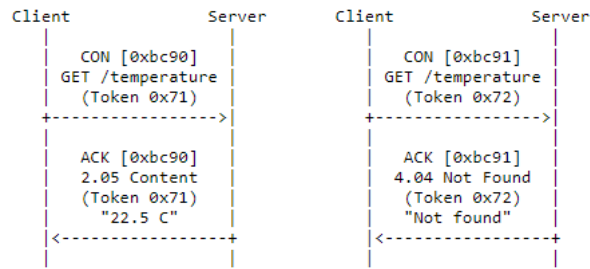 Client Server Client Server
CON [0xbc90] CON [0xbc91]
GET /temperature GET /temperature
(Token 0x71) (Token 0x72)
ACK [0xbc90] ACK [0xbc91]
2.05 Content 4.04 Not Found
(Token 0x71) (Token 0x72)
"22.5 C" "Not found"